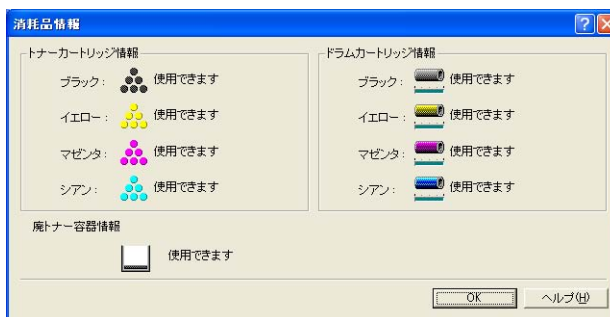 消耗品情報
トナーカートリッジ情報
ブラック: 使用できます
イエロー: 使用できます
マゼンタ: 使用できます
シアン: 使用できます
ドラムカートリッジ情報
ブラック: 使用できます
イエロー: 使用できます
マゼンタ: 使用できます
シアン: 使用できます
廃トナー容器情報
使用できます
OK
ヘルプ(H)